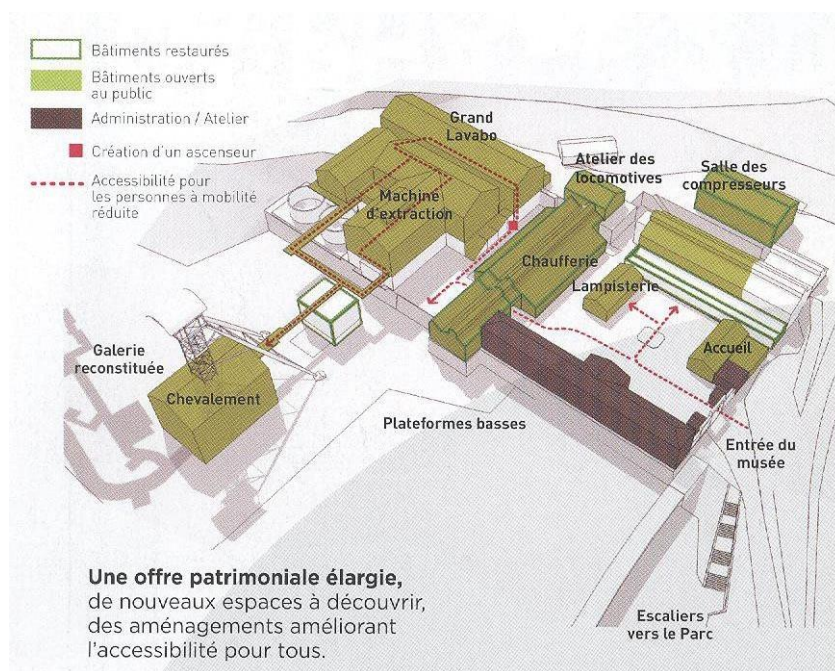 Bâtiments restaurés
Bâtiments ouverts
au public
Administration / Atelier
Création d'un ascenseur
Accessibilité pour
les personnes à mobilité
réduite
Grand
Lavabo
Atelier des
locomotives
Salle des
compresseurs
Machine
d'extraction
Chaufferie
Lampisterie
Accueil
Galerie
reconstituée
Chevalement
Plateformes basses
Entrée du
musée
Escaliers
vers le Parc
Une offre patrimoniale élargie,
de nouveaux espaces à découvrir,
des aménagements améliorant
l'accessibilité pour tous.